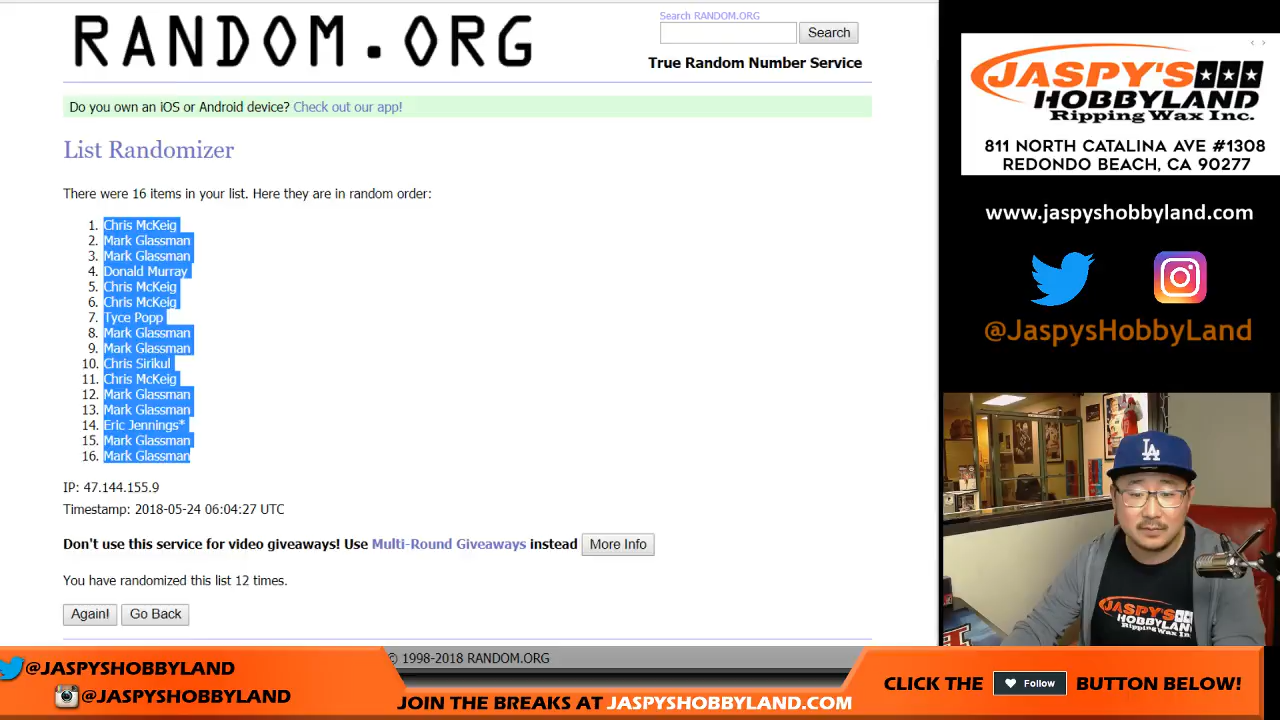 RANDOM.ORG
Search RANDOM.ORG
Search
True Random Number Service
Do you own an iOS or Android device? Check out our app!
List Randomizer
There were 16 items in your list. Here they are in random order:
1. Chris McKeig
2. Mark Glassman
3. Mark Glassman
4. Donald Murray
5. Chris McKeig
6. Chris McKeig
7. Tyce Popp
8. Mark Glassman
9. Mark Glassman
10. Chris Sirikul
11. Chris McKeig
12. Mark Glassman
13. Mark Glassman
14. Eric Jennings*
15. Mark Glassman
16. Mark Glassman
IP: 47.144.155.9
Timestamp: 2018-05-24 06:04:27 UTC
Don't use this service for video giveaways! Use Multi-Round Giveaways instead More Info
You have randomized this list 12 times.
Again! Go Back
© 1998-2018 RANDOM.ORG
JASPY'S
HOBBYLAND
Ripping Wax Inc.
811 NORTH CATALINA AVE #1308
REDONDO BEACH, CA 90277
www.jaspyshobbyland.com
@JaspysHobbyLand
LA
JASPY'S
HOBBYLAND
Ripping Wax Inc.
@JASPYSHOBBYLAND
@JASPYSHOBBYLAND
JOIN THE BREAKS AT JASPYSHOBBYLAND.COM
CLICK THE Follow BUTTON BELOW!